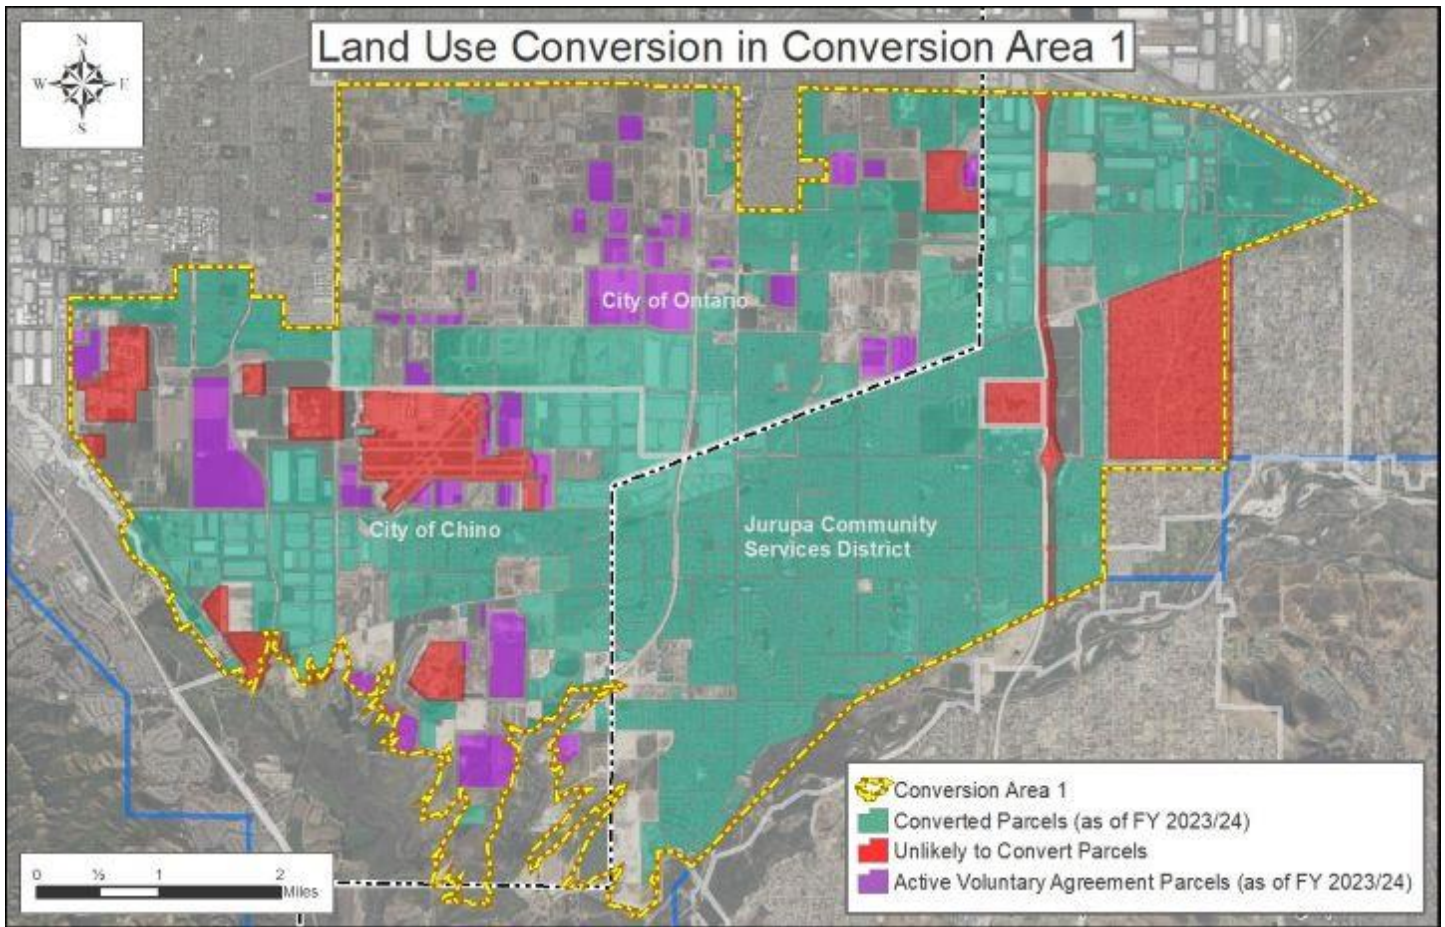 Land Use Conversion in Conversion Area 1
N
W E
S
City of Ontario
City of Chino
Jurupa Community
Services District
Conversion Area 1
Converted Parcels (as of FY 2023/24)
Unlikely to Convert Parcels
Active Voluntary Agreement Parcels (as of FY 2023/24)
0 ½ 1 2
Miles